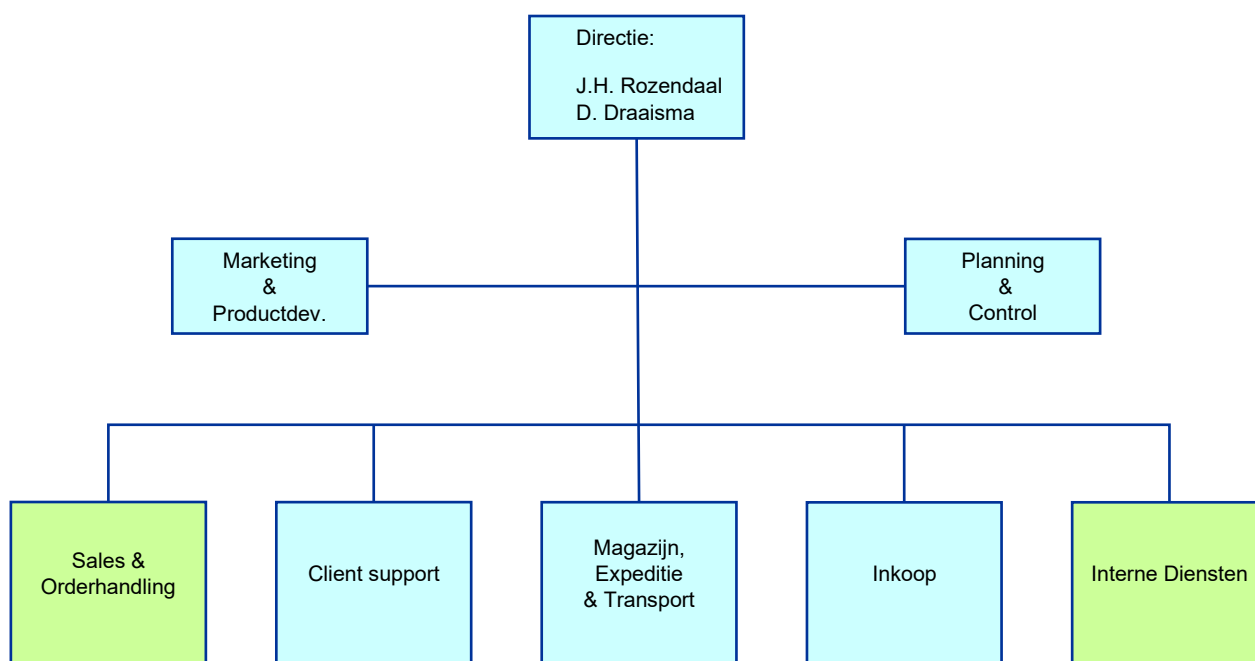 Directie:
J.H. Rozendaal
D. Draaisma
Marketing
&
Productdev.
Planning
&
Control
Sales &
Orderhandling
Client support
Magazijn,
Expeditie
& Transport
Inkoop
Interne Diensten